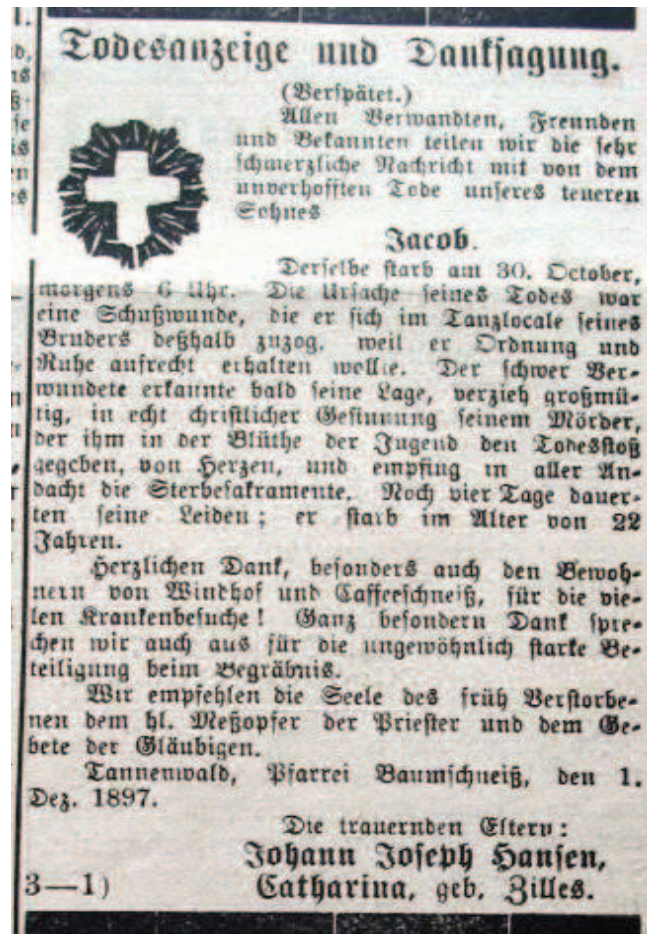 Todesanzeige und Danksagung.
(Verspätet.)
Allen Verwandten, Freunden
und Bekannten teilen wir die sehr
schmerzliche Nachricht mit von dem
unverhofften Tode unseres teueren
Sohnes
Jacob.
Derselbe starb am 30. October,
morgens 6 Uhr. Die Ursache seines Todes war
eine Schußwunde, die er sich im Tanzlocale seines
Bruders deßhalb zuzog, weil er Ordnung und
Ruhe aufrecht erhalten wollte. Der schwer Ver-
wundete erkannte bald seine Lage, verzieh großmü-
tig, in echt christlicher Gesinnung seinem Mörder,
der ihm in der Blüthe der Jugend den Todesstoß
gegeben, von Herzen, und empfing in aller An-
dacht die Sterbesakramente. Noch vier Tage dauer-
ten seine Leiden; er starb im Alter von 22
Jahren.
Herzlichen Dank, besonders auch den Bewoh-
nern von Windhof und Caffeeschneiß, für die vie-
len Krankenbesuche! Ganz besondern Dank spre-
chen wir auch aus für die ungewöhnlich starke Be-
teiligung beim Begräbnis.
Wir empfehlen die Seele des früh Verstorbe-
nen dem hl. Meßopfer der Priester und dem Ge-
bete der Gläubigen.
Tannenwald, Pfarrei Baumschneiß, den 1.
Dez. 1897.
Die trauernden Eltern:
Johann Joseph Hansen,
3—1) Catharina, geb. Zilles.